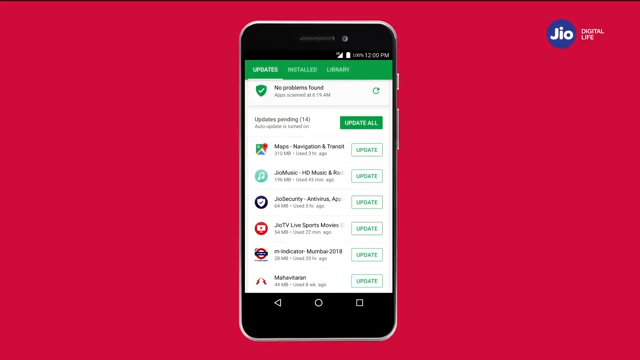 Jio DIGITAL
LIFE
100% 12:00 PM
UPDATES INSTALLED LIBRARY
No problems found
Apps scanned at 6:19 AM
Updates pending (14)
Auto-update is turned on
UPDATE ALL
Maps - Navigation & Transit
310 MB • Used 3 hr. ago
UPDATE
JioMusic - HD Music &
196 MB • Used 43 min. ago
UPDATE
JioSecurity - Antivirus, App
64 MB • Used 5 hr. ago
UPDATE
JioTV Live Sports Movies
54 MB • Used 22 min. ago
UPDATE
m-Indicator- Mumbai-2018
28 MB • Used 20 hr. ago
UPDATE
Mahavitaran
44 MB • Used 8 we. ago
UPDATE